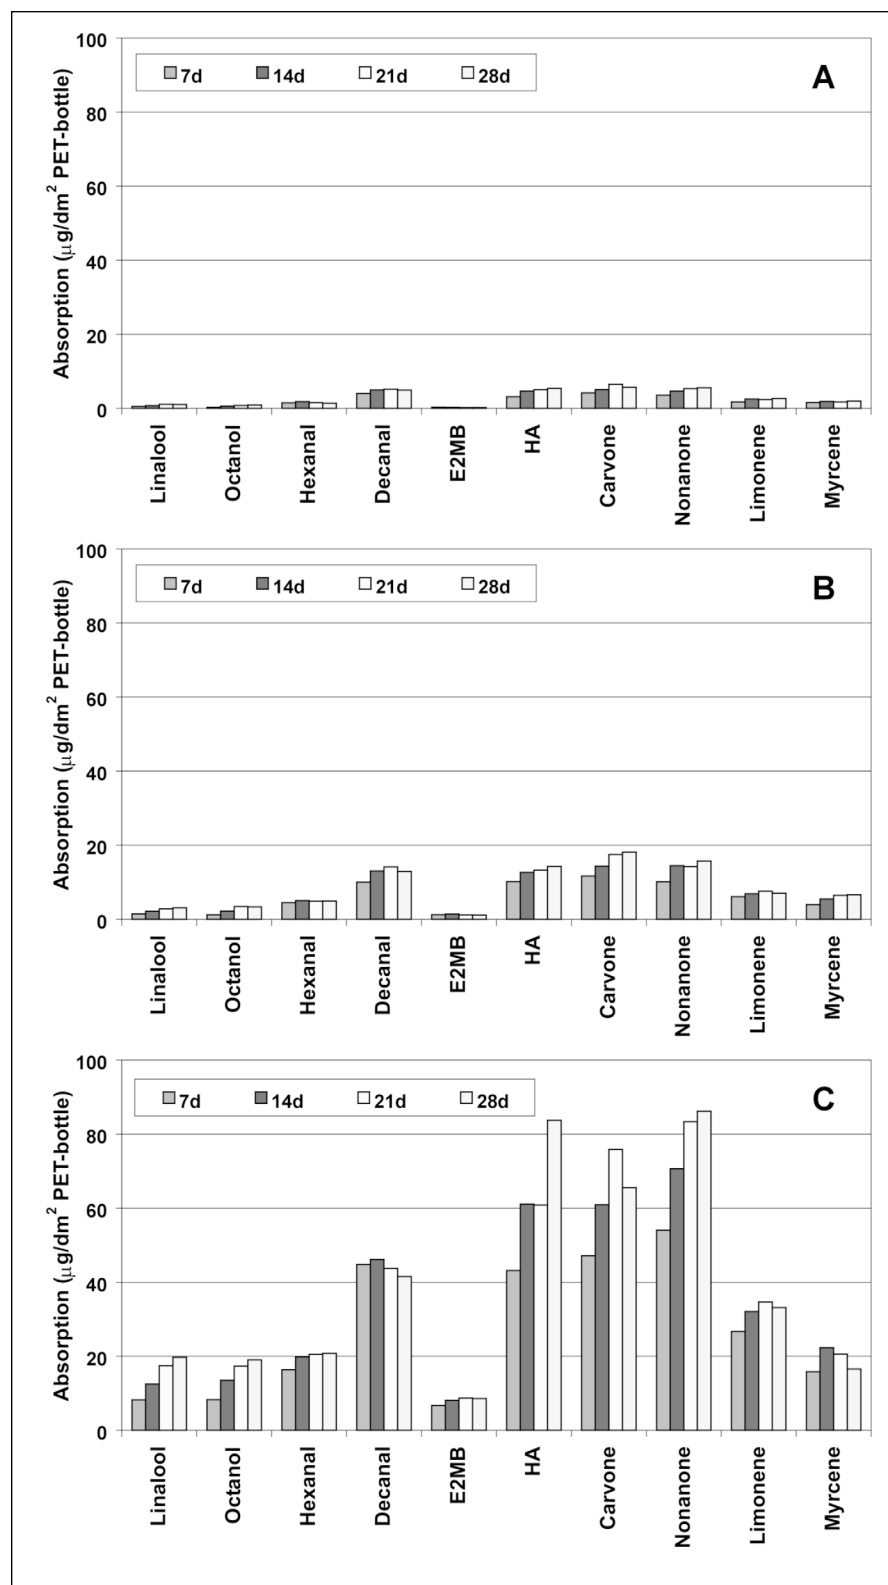 100
80
60
40
20
0
Absorption (μg/dm² PET-bottle)
7d 14d 21d 28d
A
Linalool
Octanol
Hexanal
Decanal
E2MB
HA
Carvone
Nonanone
Limonene
Myrcene
100
80
60
40
20
0
Absorption (μg/dm² PET-bottle)
7d 14d 21d 28d
B
Linalool
Octanol
Hexanal
Decanal
E2MB
HA
Carvone
Nonanone
Limonene
Myrcene
100
80
60
40
20
0
Absorption (μg/dm² PET-bottle)
7d 14d 21d 28d
C
Linalool
Octanol
Hexanal
Decanal
E2MB
HA
Carvone
Nonanone
Limonene
Myrcene